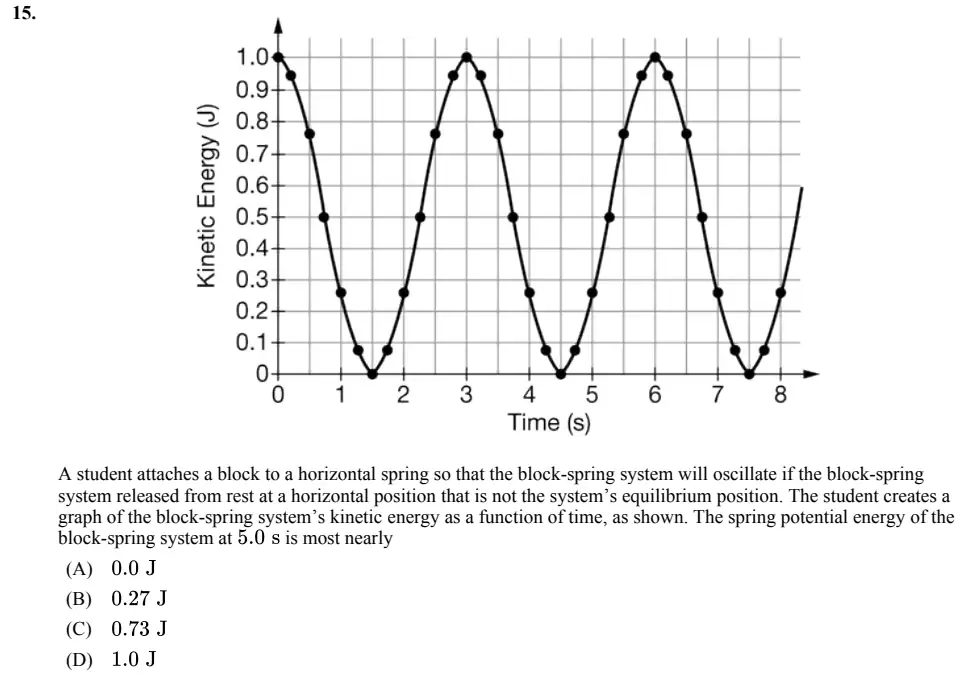 15.
1.0
0.9
0.8
0.7
0.6
0.5
0.4
0.3
0.2
0.1
0
Kinetic Energy (J)
0 1 2 3 4 5 6 7 8
Time (s)
A student attaches a block to a horizontal spring so that the block-spring system will oscillate if the block-spring
system released from rest at a horizontal position that is not the system’s equilibrium position. The student creates a
graph of the block-spring system’s kinetic energy as a function of time, as shown. The spring potential energy of the
block-spring system at 5.0 s is most nearly
(A) 0.0 J
(B) 0.27 J
(C) 0.73 J
(D) 1.0 J